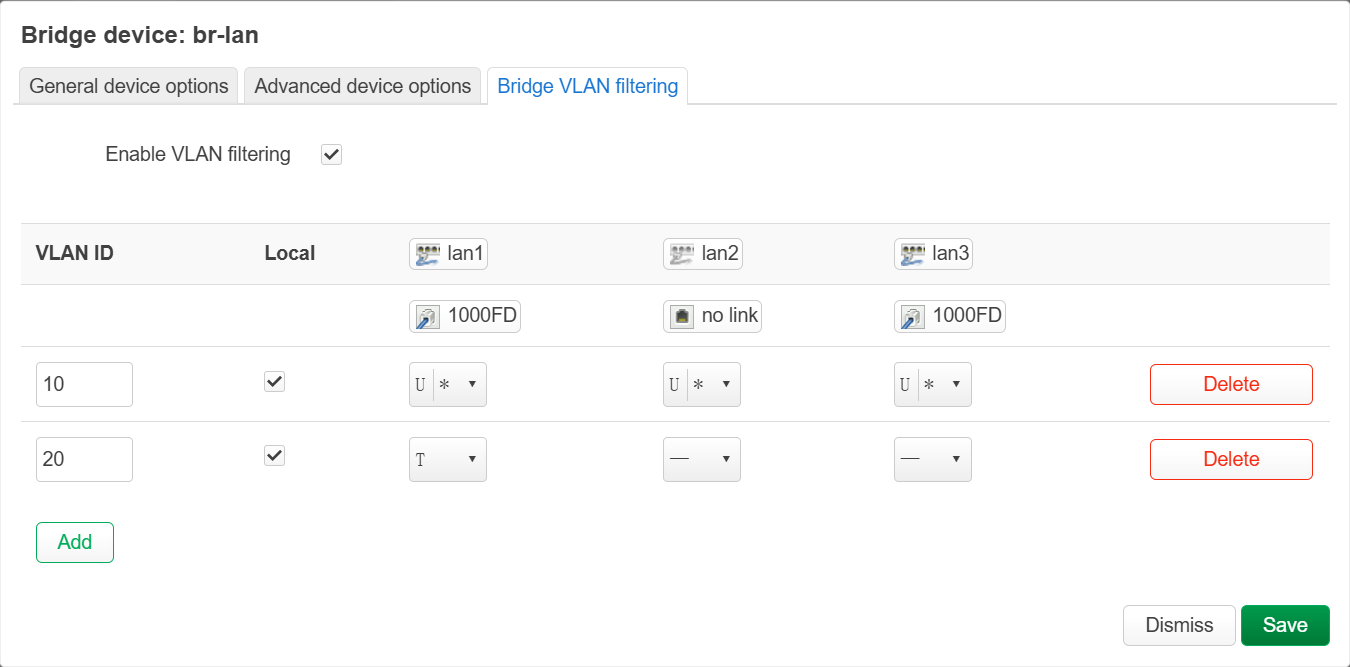 Bridge device: br-lan
General device options Advanced device options Bridge VLAN filtering
Enable VLAN filtering
VLAN ID Local lan1 lan2 lan3
1000FD no link 1000FD
10 U * U * U * Delete
20 T — — Delete
Add
Dismiss Save